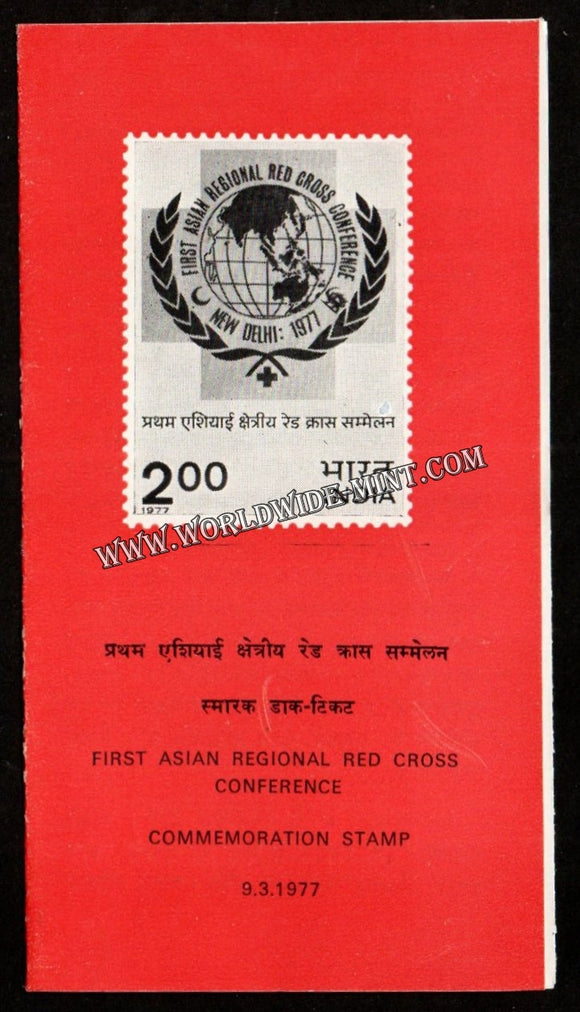 FIRST ASIAN REGIONAL RED CROSS CONFERENCE
NEW DELHI: 1977
प्रथम एशियाई क्षेत्रीय रेड क्रास सम्मेलन
2.00
भारत
INDIA
1977
WWW.WORLDWIDE-MINT.COM
प्रथम एशियाई क्षेत्रीय रेड क्रास सम्मेलन
स्मारक डाक-टिकट
FIRST ASIAN REGIONAL RED CROSS
CONFERENCE
COMMEMORATION STAMP
9.3.1977